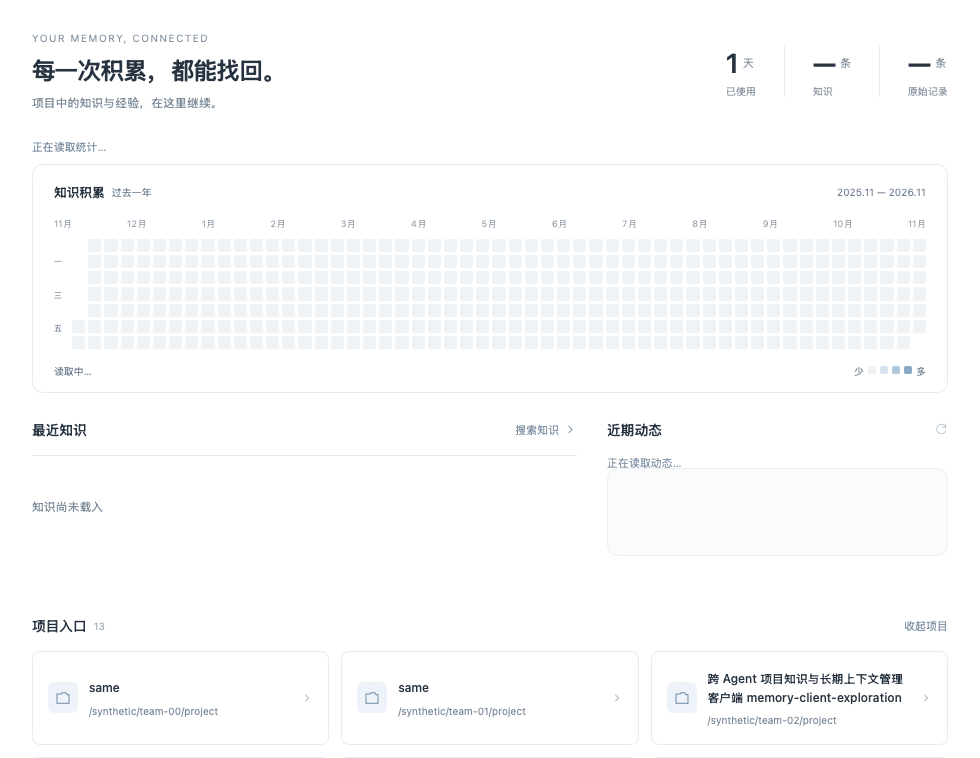 YOUR MEMORY, CONNECTED
每一次积累，都能找回。
项目中的知识与经验，在这里继续。
1 天
已使用
— 条
知识
— 条
原始记录
正在读取统计...
知识积累 过去一年
2025.11 — 2026.11
11月 12月 1月 2月 3月 4月 5月 6月 7月 8月 9月 10月 11月
一
三
五
读取中...
少 多
最近知识
搜索知识
知识尚未载入
近期动态
正在读取动态...
项目入口 13
收起项目
same
/synthetic/team-00/project
same
/synthetic/team-01/project
跨 Agent 项目知识与长期上下文管理
客户端 memory-client-exploration
/synthetic/team-02/project